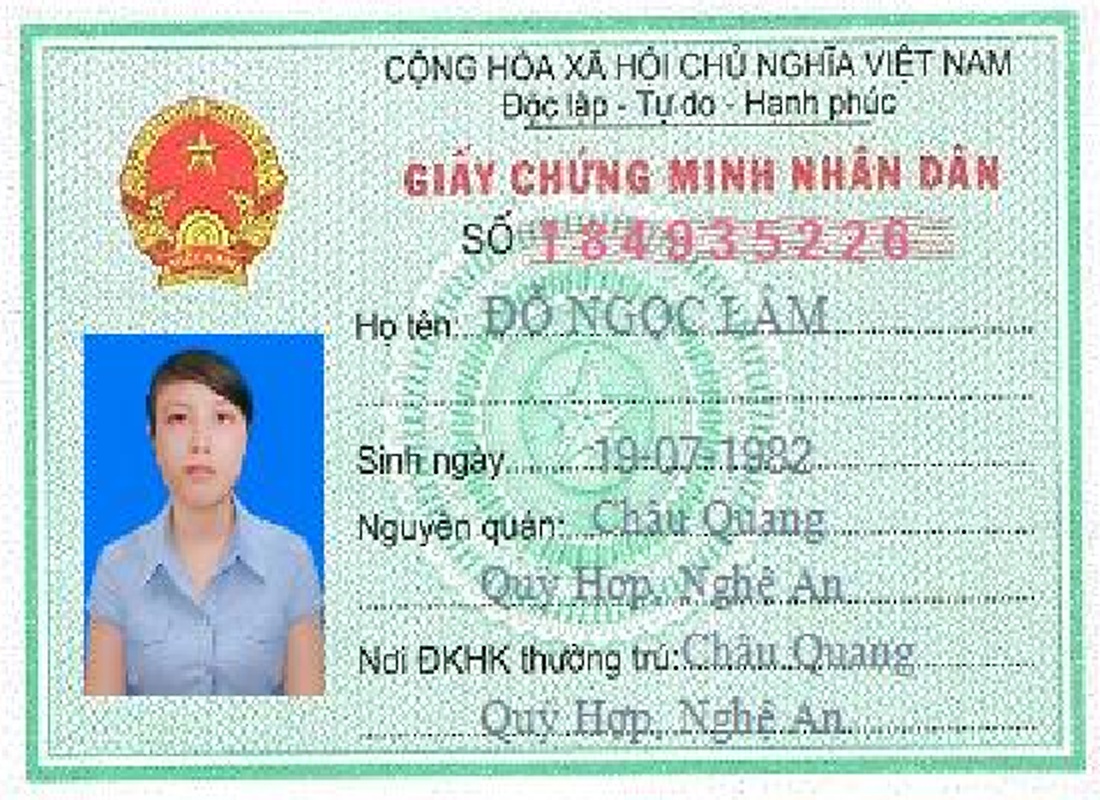 CỘNG HÒA XÃ HỘI CHỦ NGHĨA VIỆT NAM
Độc lập - Tự do - Hạnh phúc
GIẤY CHỨNG MINH NHÂN DÂN
SỐ 184935226
Họ tên: ĐỖ NGỌC LÂM
Sinh ngày 19-07-1982
Nguyên quán: Châu Quang
Quỳ Hợp, Nghệ An
Nơi ĐKHK thường trú: Châu Quang
Quỳ Hợp, Nghệ An